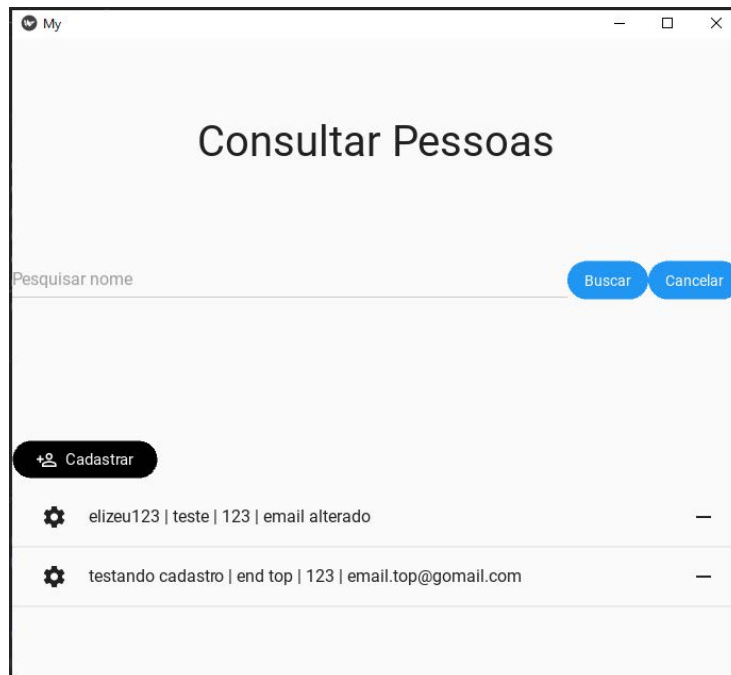 My
Consultar Pessoas
Pesquisar nome
Buscar
Cancelar
Cadastrar
elizeu123 | teste | 123 | email alterado
testando cadastro | end top | 123 | email.top@gomail.com